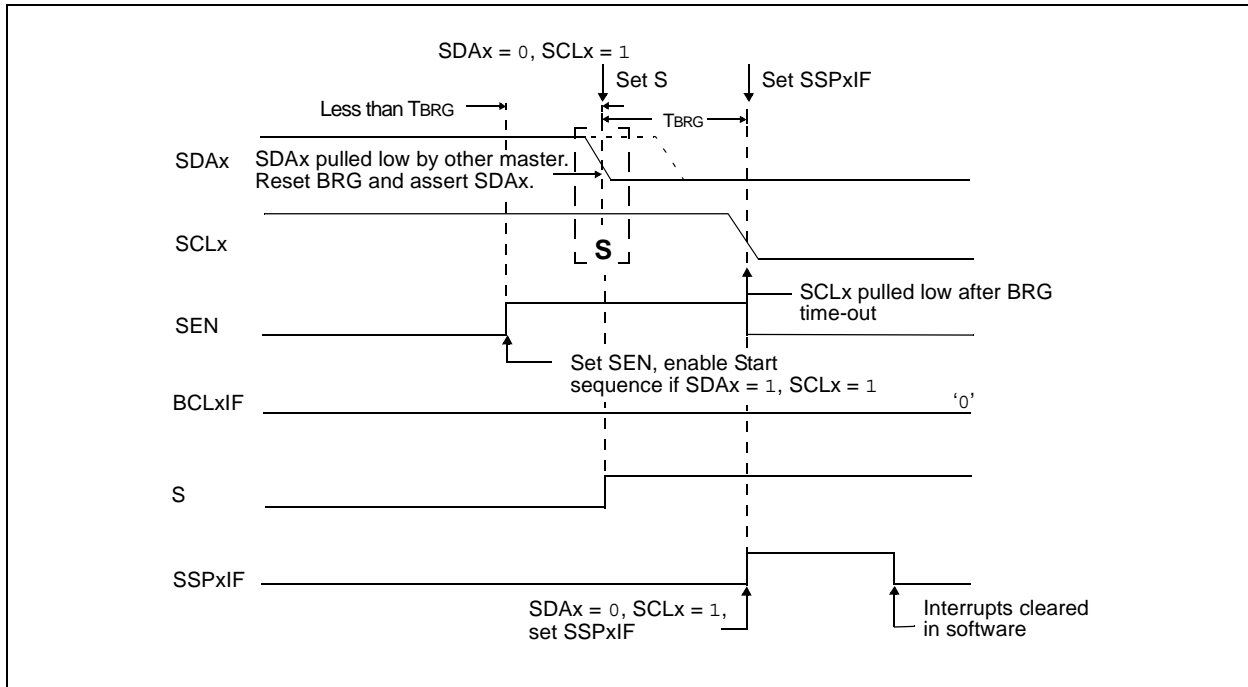 SDAx = 0, SCLx = 1
Set S
Set SSPxIF
Less than TBRG
TBRG
SDAx
SDAx pulled low by other master.
Reset BRG and assert SDAx.
SCLx
S
SCLx pulled low after BRG
time-out
SEN
Set SEN, enable Start
sequence if SDAx = 1, SCLx = 1
BCLxIF
‘0’
S
SSPxIF
SDAx = 0, SCLx = 1,
set SSPxIF
Interrupts cleared
in software